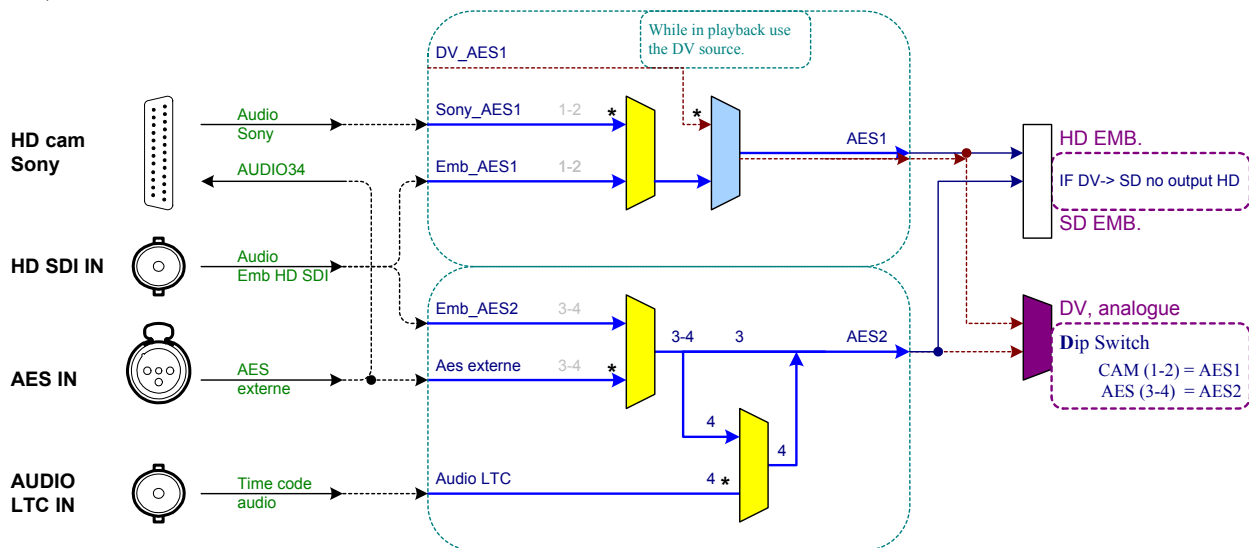 While in playback use
the DV source.
DV_AES1
HD cam
Sony
Audio
Sony
AUDIO34
Sony_AES1 1-2 *
*
Emb_AES1 1-2
AES1
HD EMB.
IF DV-> SD no output HD
SD EMB.
HD SDI IN
Audio
Emb HD SDI
Emb_AES2 3-4
3-4 3 AES2
AES IN
AES
externe
Aes externe 3-4 *
DV, analogue
Dip Switch
CAM (1-2) = AES1
AES (3-4) = AES2
4
4
AUDIO
LTC IN
Time code
audio
Audio LTC 4 *